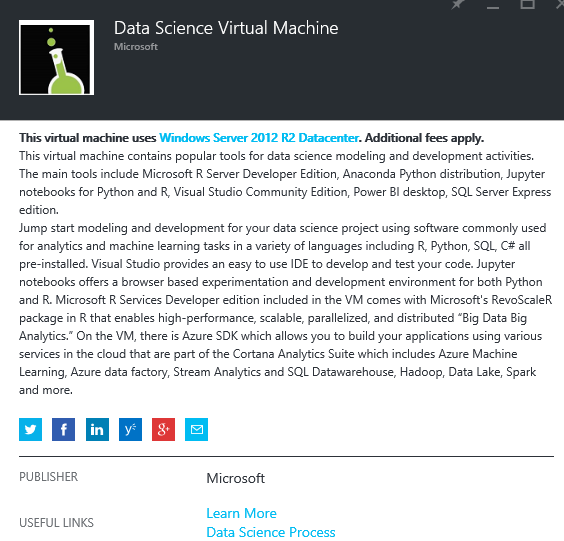 Data Science Virtual Machine
Microsoft
This virtual machine uses Windows Server 2012 R2 Datacenter. Additional fees apply.
This virtual machine contains popular tools for data science modeling and development activities.
The main tools include Microsoft R Server Developer Edition, Anaconda Python distribution, Jupyter
notebooks for Python and R, Visual Studio Community Edition, Power BI desktop, SQL Server Express
edition.
Jump start modeling and development for your data science project using software commonly used
for analytics and machine learning tasks in a variety of languages including R, Python, SQL, C# all
pre-installed. Visual Studio provides an easy to use IDE to develop and test your code. Jupyter
notebooks offers a browser based experimentation and development environment for both Python
and R. Microsoft R Services Developer edition included in the VM comes with Microsoft's RevoScaleR
package in R that enables high-performance, scalable, parallelized, and distributed “Big Data Big
Analytics.” On the VM, there is Azure SDK which allows you to build your applications using various
services in the cloud that are part of the Cortana Analytics Suite which includes Azure Machine
Learning, Azure data factory, Stream Analytics and SQL Datawarehouse, Hadoop, Data Lake, Spark
and more.
f in y g+
PUBLISHER Microsoft
Learn More
USEFUL LINKS
Data Science Process